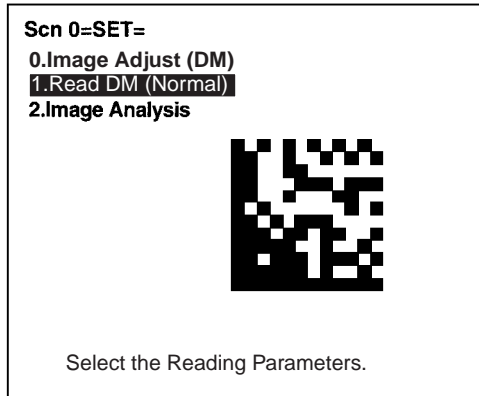 Scn 0=SET=
0.Image Adjust (DM)
1.Read DM (Normal)
2.Image Analysis
Select the Reading Parameters.